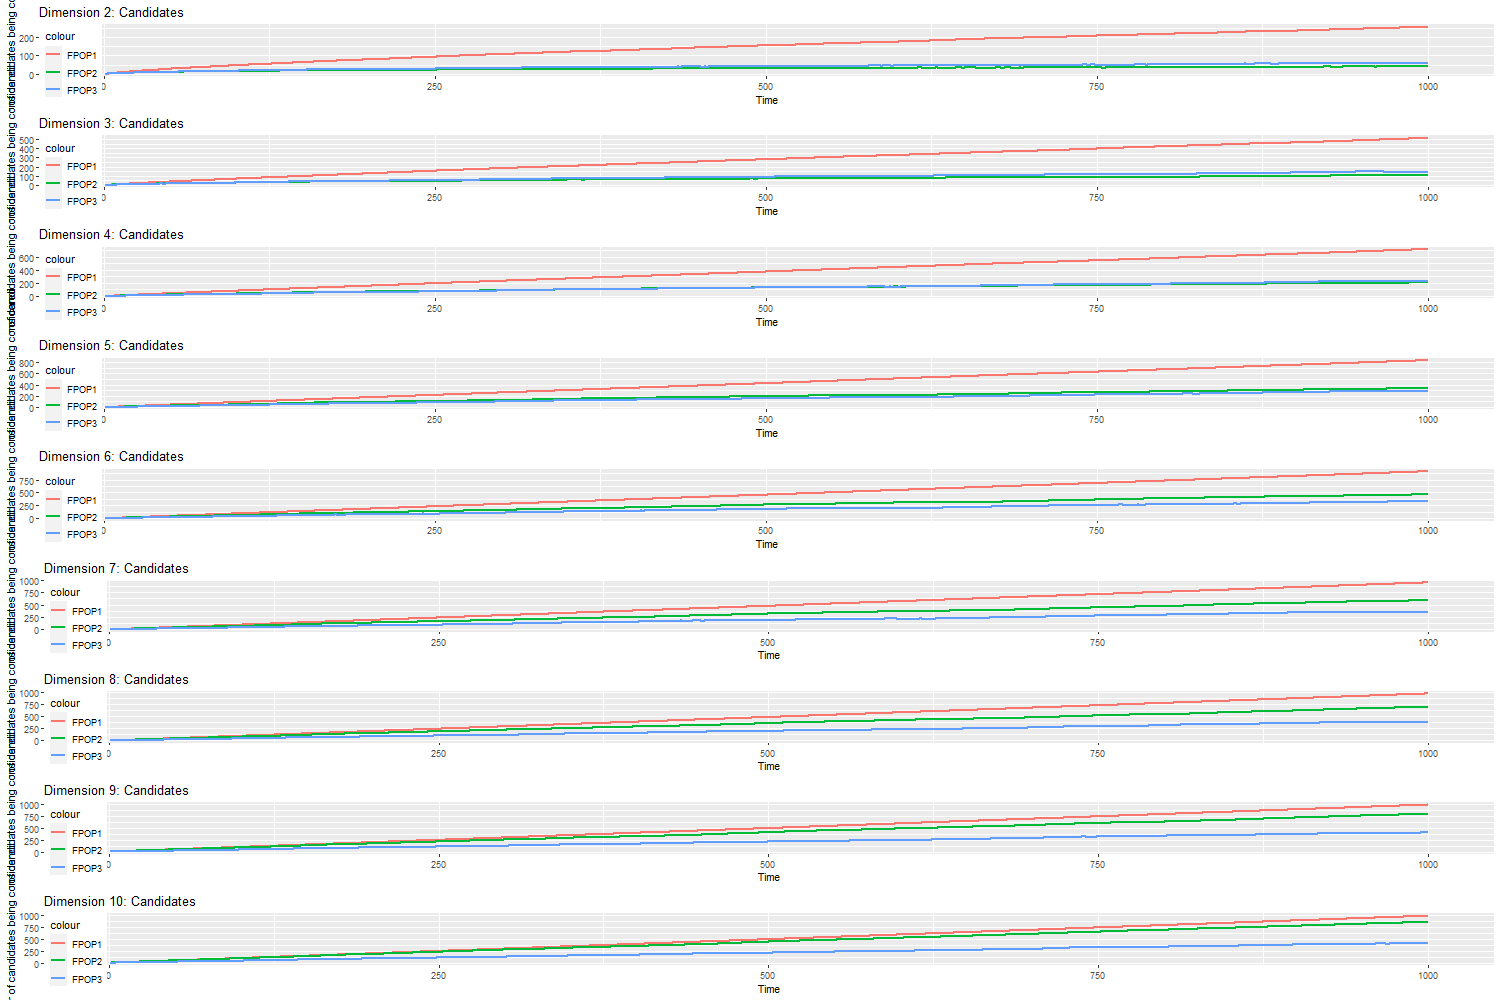 Dimension 2: Candidates
colour
FPOP1
FPOP2
FPOP3
200
100
0
0
250
500
750
1000
Time
Dimension 3: Candidates
colour
FPOP1
FPOP2
FPOP3
500
400
300
200
100
0
0
250
500
750
1000
Time
Dimension 4: Candidates
colour
FPOP1
FPOP2
FPOP3
600
400
200
0
0
250
500
750
1000
Time
Dimension 5: Candidates
colour
FPOP1
FPOP2
FPOP3
800
600
400
200
0
0
250
500
750
1000
Time
Dimension 6: Candidates
colour
FPOP1
FPOP2
FPOP3
750
500
250
0
0
250
500
750
1000
Time
Dimension 7: Candidates
colour
FPOP1
FPOP2
FPOP3
1000
750
500
250
0
0
250
500
750
1000
Time
Dimension 8: Candidates
colour
FPOP1
FPOP2
FPOP3
1000
750
500
250
0
0
250
500
750
1000
Time
Dimension 9: Candidates
colour
FPOP1
FPOP2
FPOP3
1000
750
500
250
0
0
250
500
750
1000
Time
Dimension 10: Candidates
colour
FPOP1
FPOP2
FPOP3
1000
750
500
250
0
0
250
500
750
1000
Time
of candidates being